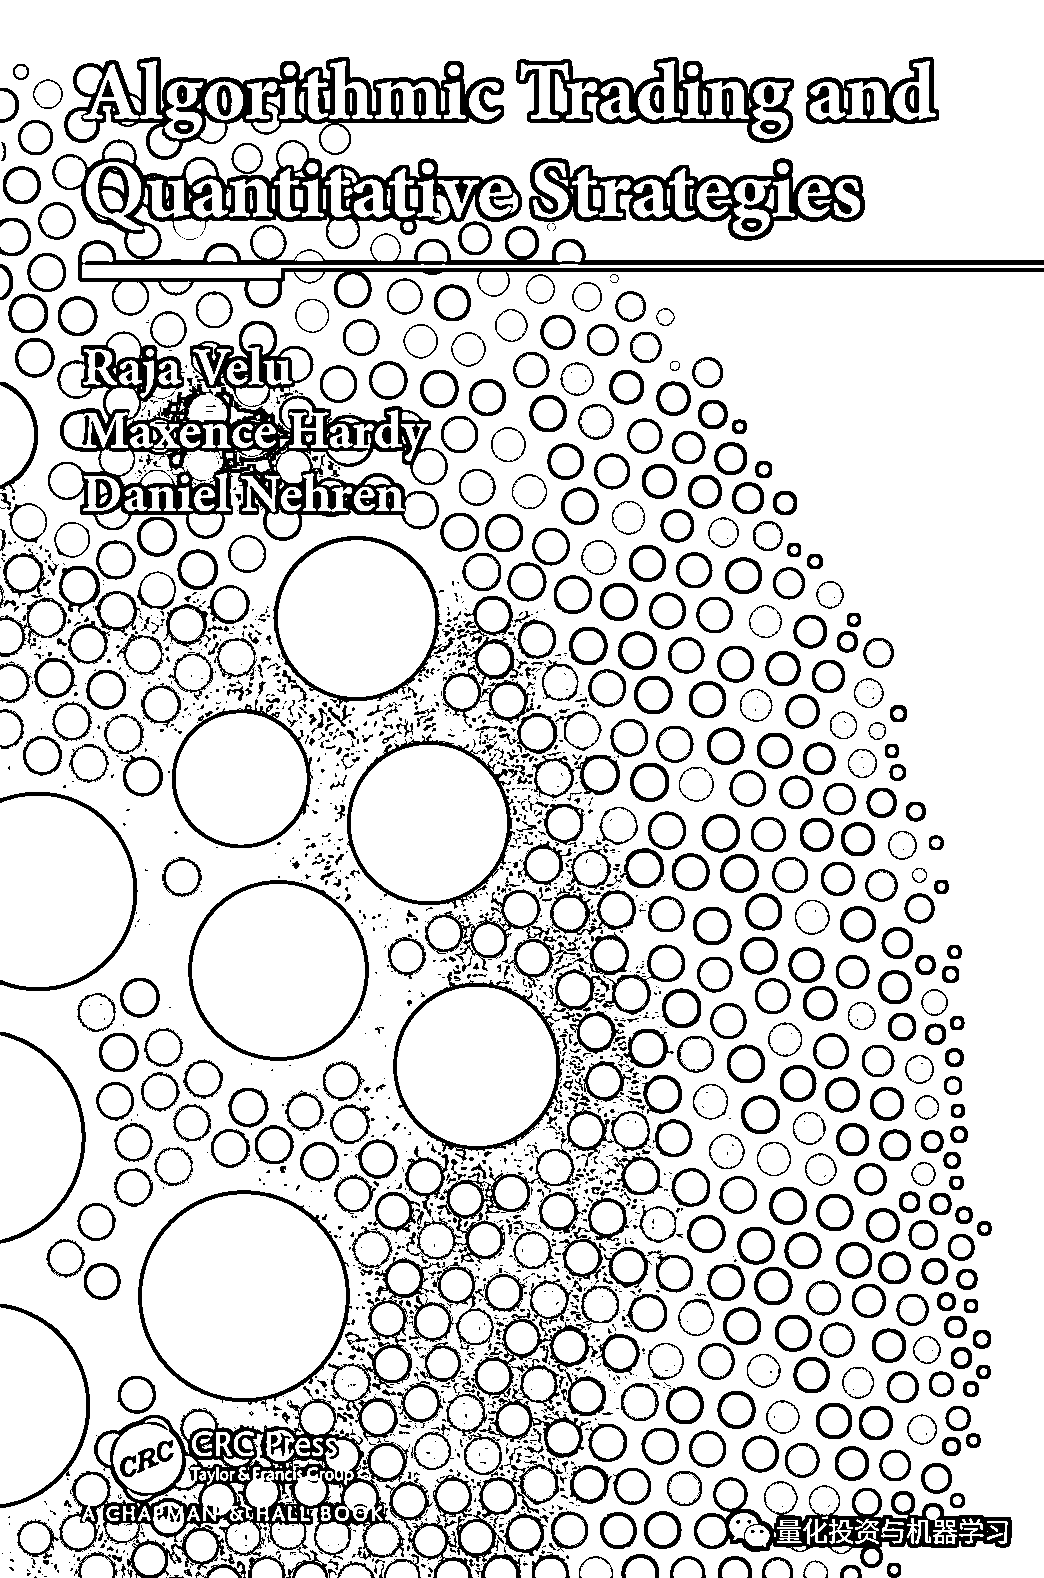 Algorithmic Trading and
Quantitative Strategies
Raja Velu
Maxence Hardy
Daniel Nehren
CRC
CRC Press
Taylor & Francis Group
A CHAPMAN & HALL BOOK
量化投资与机器学习